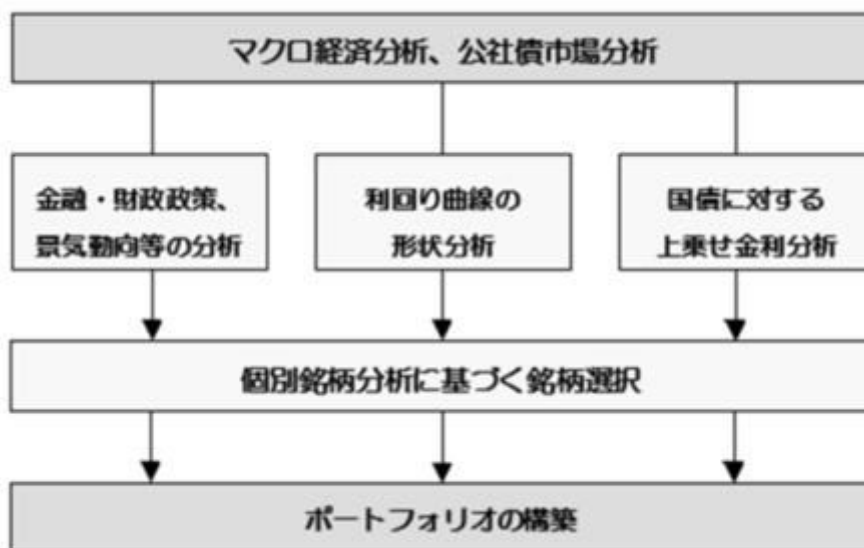 マクロ経済分析、公社債市場分析
金融・財政政策、
景気動向等の分析
利回り曲線の
形状分析
国債に対する
上乗せ金利分析
個別銘柄分析に基づく銘柄選択
ポートフォリオの構築